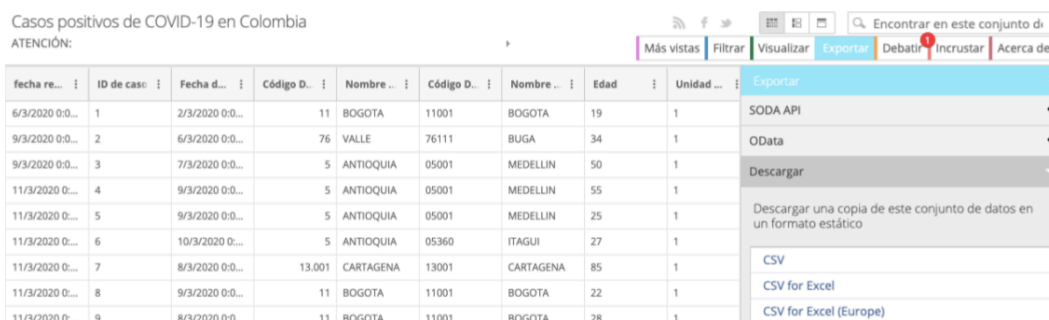 Casos positivos de COVID-19 en Colombia
ATENCIÓN:
Encontrar en este conjunto d
Más vistas Filtrar Visualizar Exportar Debatir 1 Incrustar Acerca de
fecha re... ID de caso Fecha d... Código D... Nombre ... Código D... Nombre ... Edad Unidad ...
6/3/2020 0:0... 1 2/3/2020 0:0... 11 BOGOTA 11001 BOGOTA 19 1
9/3/2020 0:0... 2 6/3/2020 0:0... 76 VALLE 76111 BUGA 34 1
9/3/2020 0:0... 3 7/3/2020 0:0... 5 ANTIOQUIA 05001 MEDELLIN 50 1
11/3/2020 0:... 4 9/3/2020 0:0... 5 ANTIOQUIA 05001 MEDELLIN 55 1
11/3/2020 0:... 5 9/3/2020 0:0... 5 ANTIOQUIA 05001 MEDELLIN 25 1
11/3/2020 0:... 6 10/3/2020 0:... 5 ANTIOQUIA 05360 ITAGUI 27 1
11/3/2020 0:... 7 8/3/2020 0:0... 13.001 CARTAGENA 13001 CARTAGENA 85 1
11/3/2020 0:... 8 9/3/2020 0:0... 11 BOGOTA 11001 BOGOTA 22 1
11/3/2020 0:... 9 8/3/2020 0:0... 11 BOGOTA 11001 BOGOTA 28 1
Exportar
SODA API
OData
Descargar
Descargar una copia de este conjunto de datos en
un formato estático
CSV
CSV for Excel
CSV for Excel (Europe)